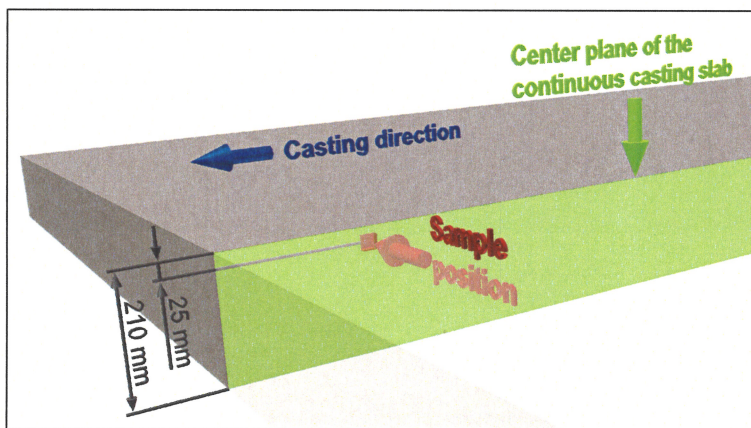 Center plane of the
continuous casting slab
Casting direction
Sample
position
25 mm
210 mm